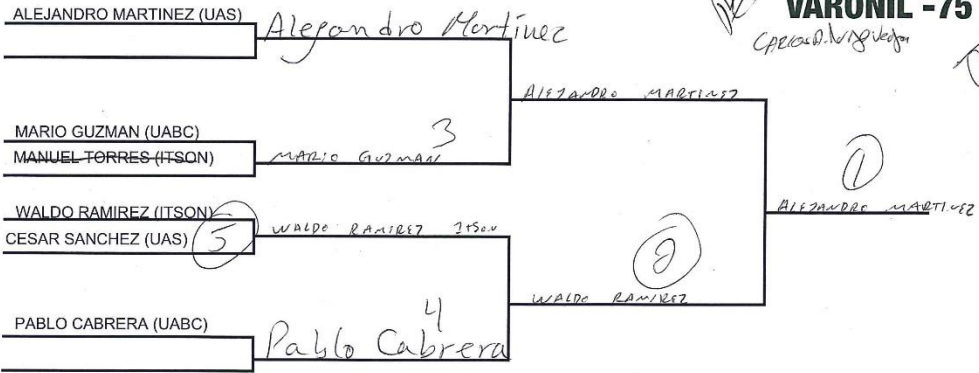 VARONIL -75
ALEJANDRO MARTINEZ (UAS)
Alejandro Martínez
ALEJANDRO MARTINEZ
MARIO GUZMAN (UABC)
3
MANUEL TORRES (ITSON)
MARIO GUZMAN
1
ALEJANDRO MARTINEZ
WALDO RAMIREZ (ITSON)
CESAR SANCHEZ (UAS)
5
WALDO RAMIREZ ITSON
2
WALDO RAMIREZ
PABLO CABRERA (UABC)
4
Pablo Cabrera